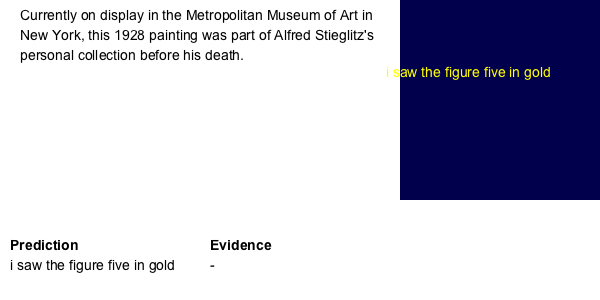 Currently on display in the Metropolitan Museum of Art in
New York, this 1928 painting was part of Alfred Stieglitz's
personal collection before his death.
i saw the figure five in gold
Prediction
Evidence
i saw the figure five in gold
-